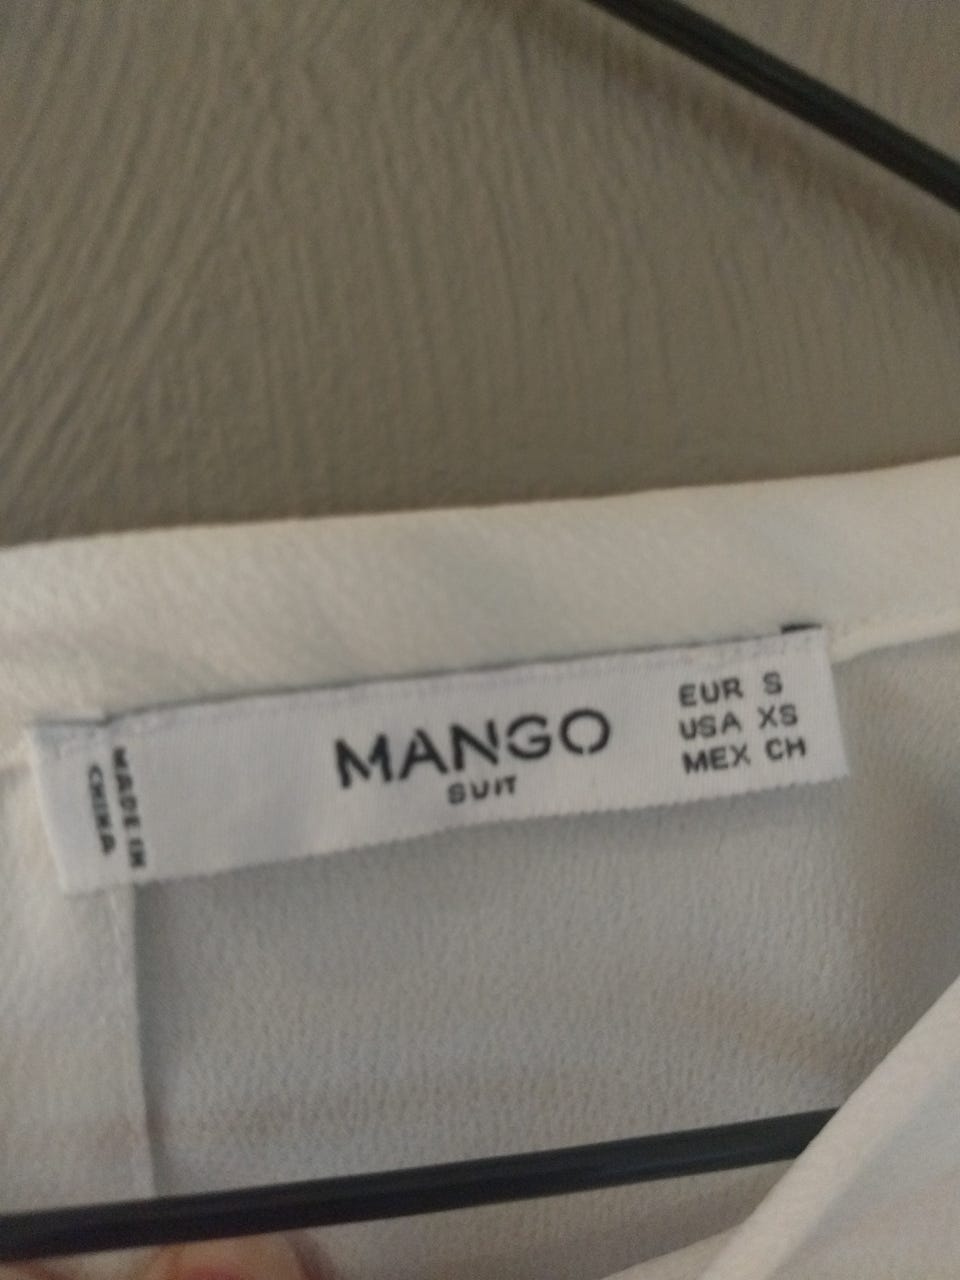 MADE IN
CHINA
MANGO
SUIT
EUR S
USA XS
MEX CH